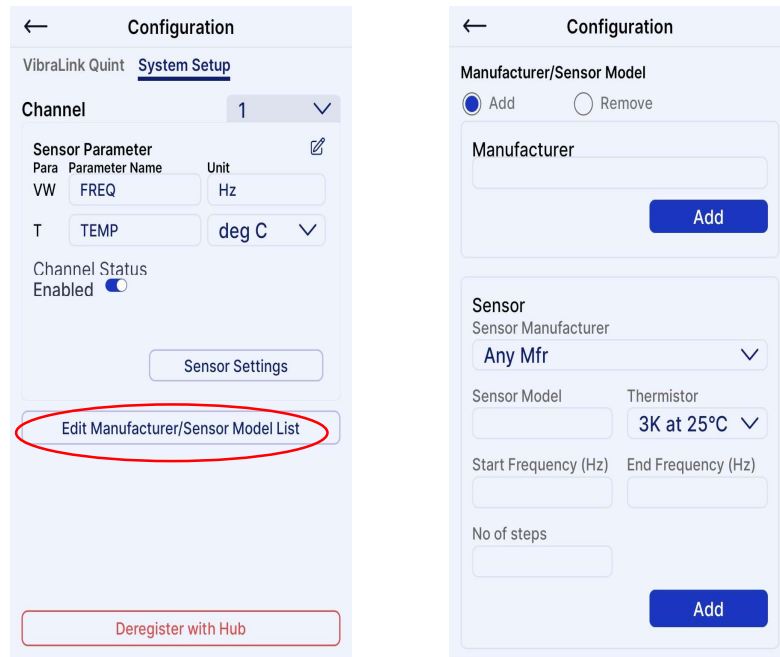 Configuration
VibraLink Quint System Setup
Channel 1
Sensor Parameter
Para Parameter Name Unit
VW FREQ Hz
T TEMP deg C
Channel Status
Enabled
Sensor Settings
Edit Manufacturer/Sensor Model List
Deregister with Hub
Configuration
Manufacturer/Sensor Model
Add Remove
Manufacturer
Add
Sensor
Sensor Manufacturer
Any Mfr
Sensor Model Thermistor
3K at 25°C
Start Frequency (Hz) End Frequency (Hz)
No of steps
Add